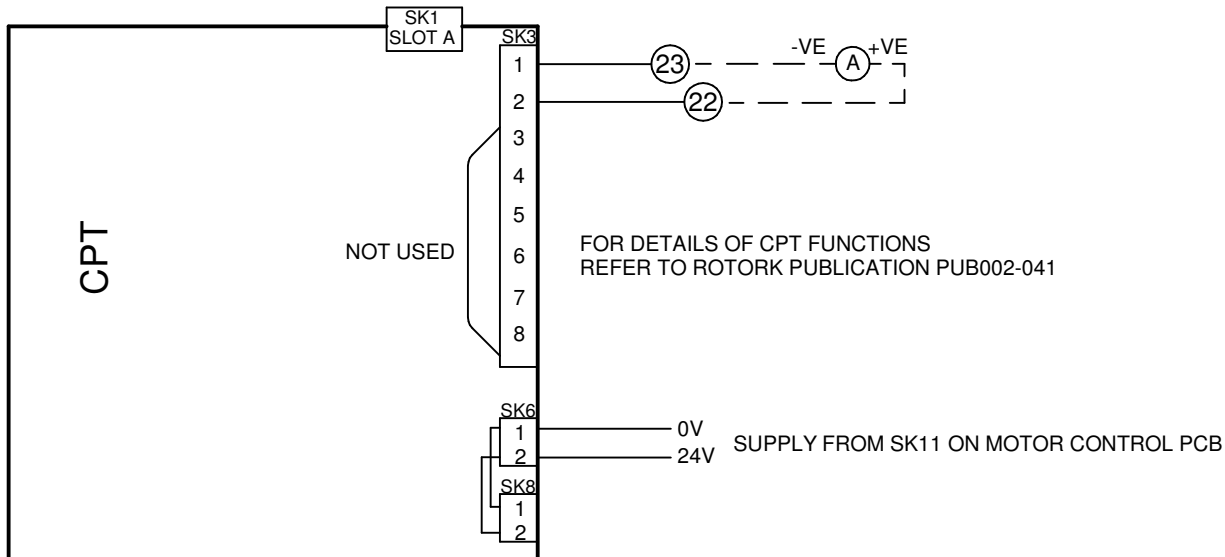 SK1
SLOT A
SK3
1
23
-VE
A
+VE
2
22
3
4
5
6
7
8
CPT
NOT USED
FOR DETAILS OF CPT FUNCTIONS
REFER TO ROTORK PUBLICATION PUB002-041
SK6
1
0V
2
24V
SUPPLY FROM SK11 ON MOTOR CONTROL PCB
SK8
1
2